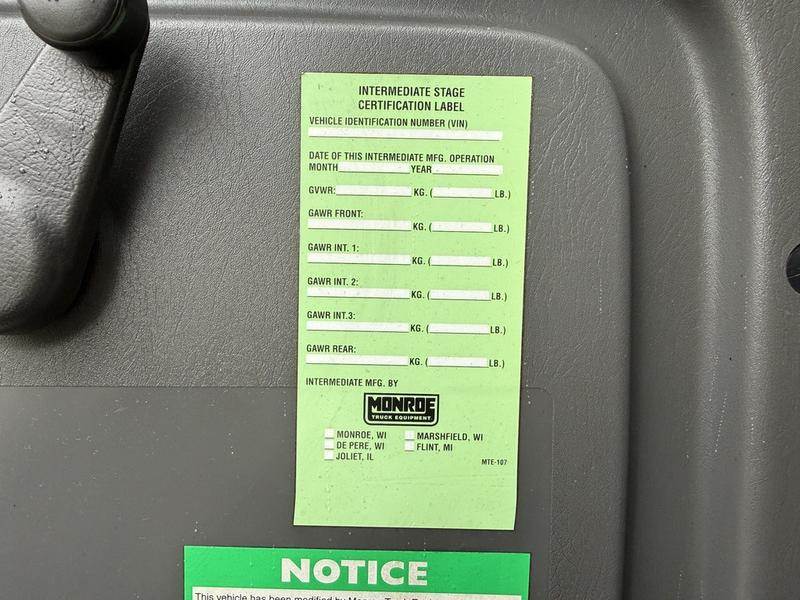 INTERMEDIATE STAGE
CERTIFICATION LABEL
VEHICLE IDENTIFICATION NUMBER (VIN)
DATE OF THIS INTERMEDIATE MFG. OPERATION
MONTH YEAR
GVWR: KG. ( LB.)
GAWR FRONT:
KG. ( LB.)
GAWR INT. 1:
KG. ( LB.)
GAWR INT. 2:
KG. ( LB.)
GAWR INT.3:
KG. ( LB.)
GAWR REAR:
KG. ( LB.)
INTERMEDIATE MFG. BY
MONROE
TRUCK EQUIPMENT
MONROE, WI MARSHFIELD, WI
DE PERE, WI FLINT, MI
JOLIET, IL
MTE-107
NOTICE
This vehicle has been modified by